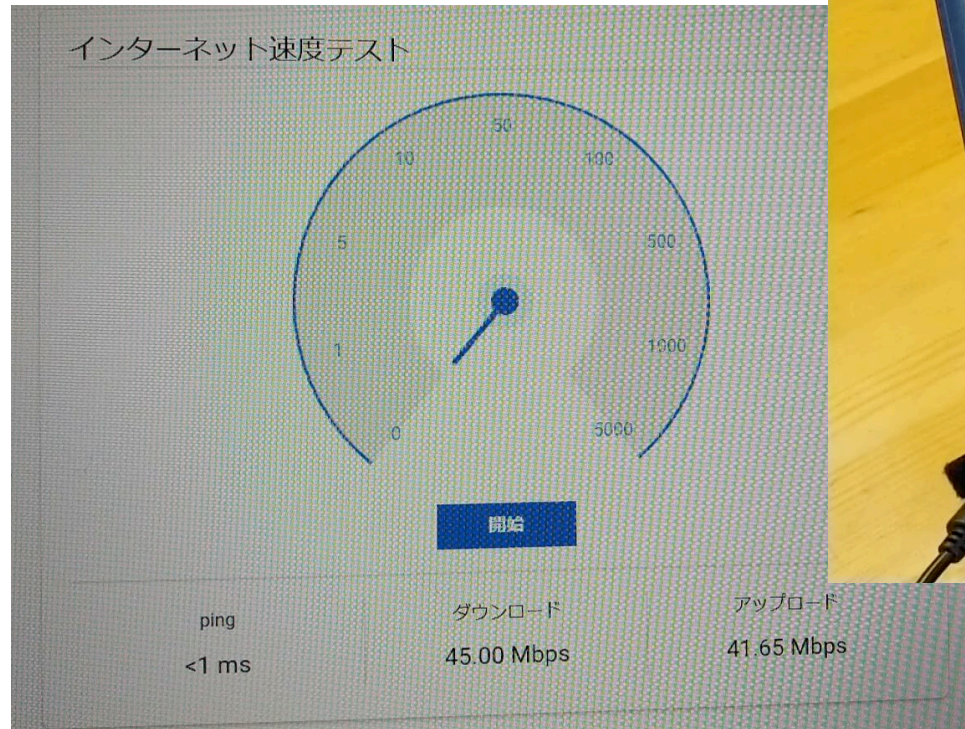 インターネット速度テスト
50
10
100
5
500
1
1000
0
5000
開始
ping
ダウンロード
アップロード
<1 ms
45.00 Mbps
41.65 Mbps